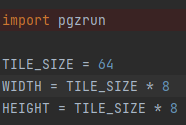 import pgzrun
TILE_SIZE = 64
WIDTH = TILE_SIZE * 8
HEIGHT = TILE_SIZE * 8